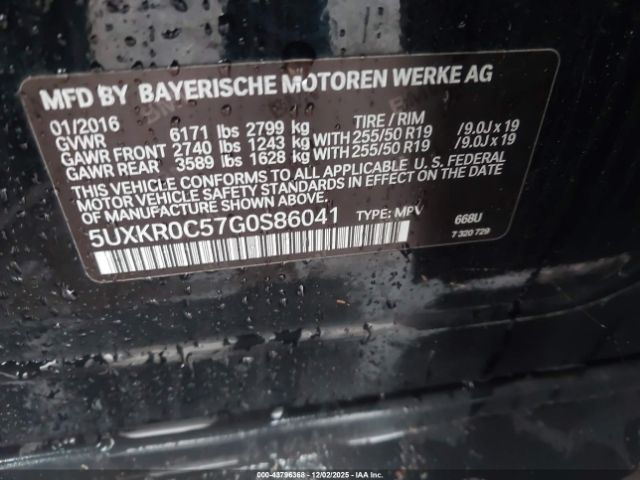 MFD BY BAYERISCHE MOTOREN WERKE AG
01/2016 TIRE / RIM
GVWR 6171 lbs 2799 kg
GAWR FRONT 2740 lbs 1243 kg WITH 255/50 R19 /9.0J x 19
GAWR REAR 3589 lbs 1628 kg WITH 255/50 R19 /9.0J x 19
THIS VEHICLE CONFORMS TO ALL APPLICABLE U.S. FEDERAL
MOTOR VEHICLE SAFETY STANDARDS IN EFFECT ON THE DATE
OF MANUFACTURE SHOWN ABOVE.
5UXKR0C57G0S86041 TYPE: MPV 668U
7 320 729
000-43796368 - 12/02/2025 - IAA Inc.